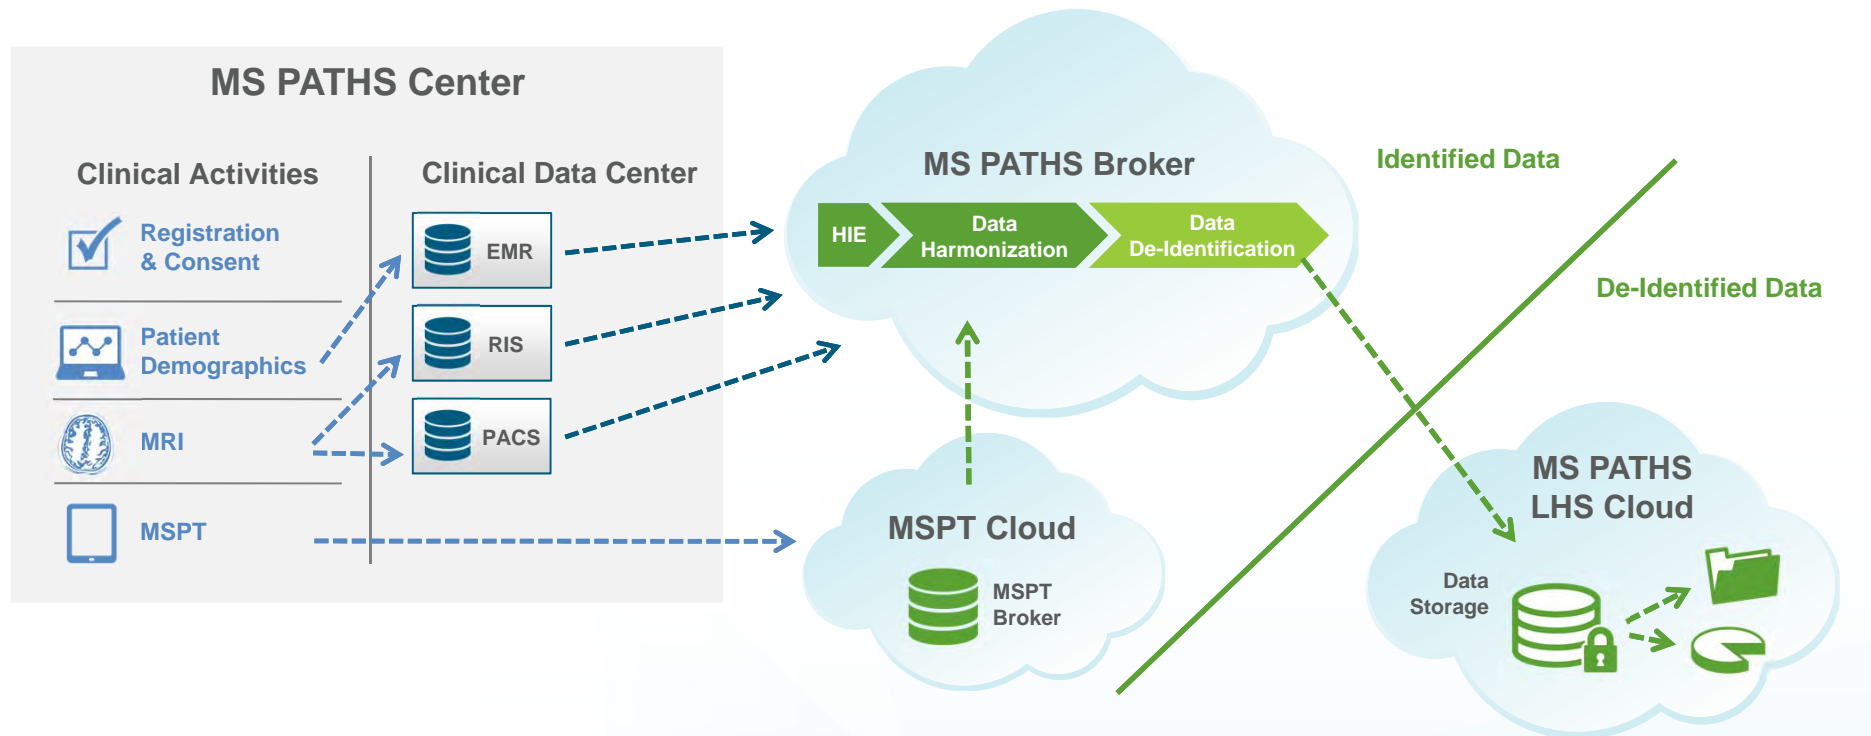 MS PATHS Center
Clinical Activities
Registration
& Consent
Patient
Demographics
MRI
MSPT
Clinical Data Center
EMR
RIS
PACS
MS PATHS Broker
HIE
Data
Harmonization
Data
De-Identification
Identified Data
De-Identified Data
MSPT Cloud
MSPT
Broker
MS PATHS
LHS Cloud
Data
Storage